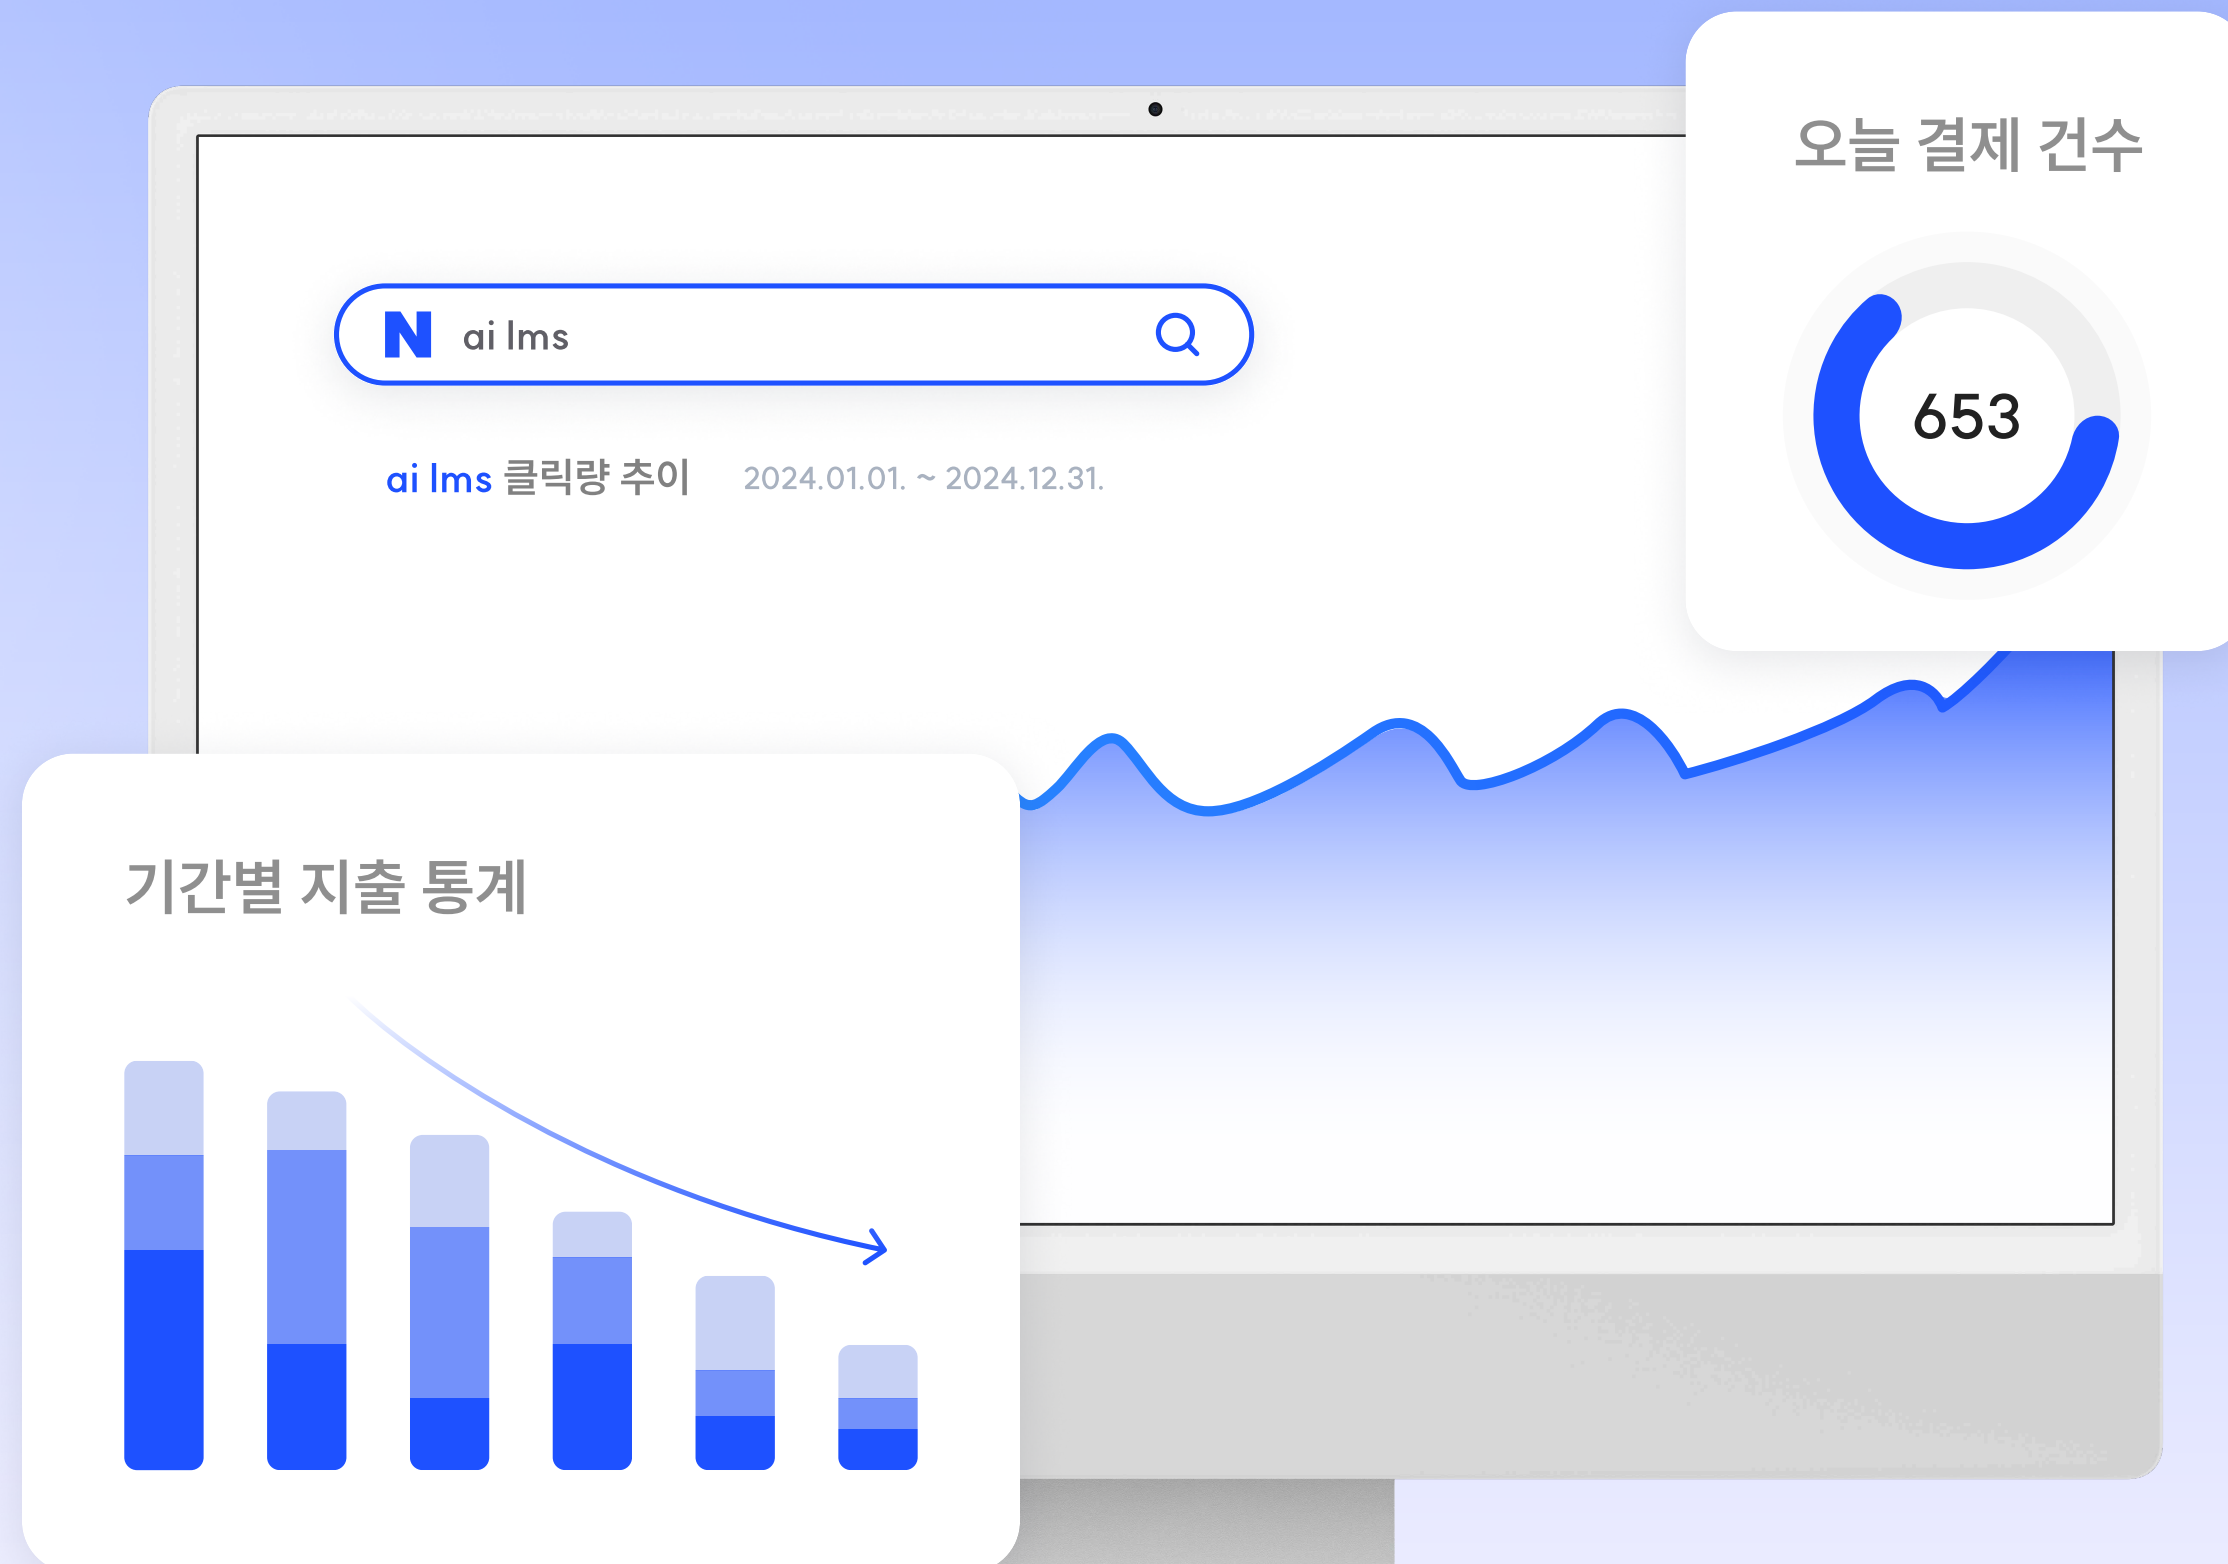 오늘 결제 건수
653
N ai lms
ai lms 클릭량 추이 2024.01.01. ~ 2024.12.31.
기간별 지출 통계